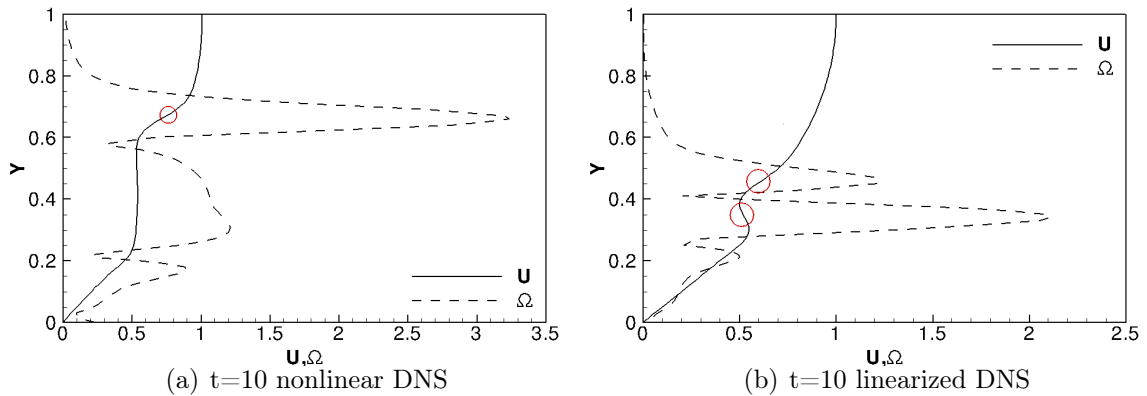 1
0.8
0.6
0.4
0.2
0
Y
0 0.5 1 1.5 2 2.5 3 3.5
U,Ω
U
Ω
(a) t=10 nonlinear DNS
1
0.8
0.6
0.4
0.2
0
Y
0 0.5 1 1.5 2 2.5
U,Ω
U
Ω
(b) t=10 linearized DNS